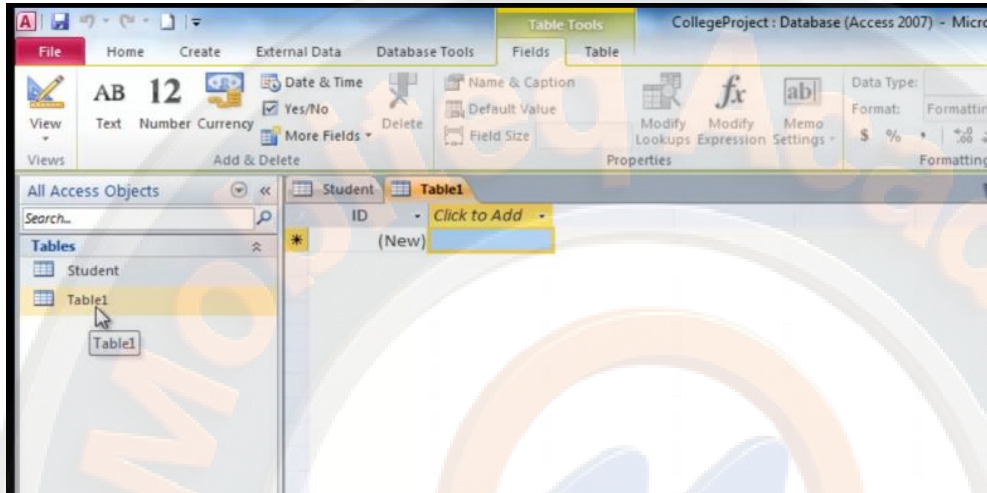 A
Table Tools
CollegeProject : Database (Access 2007) - Micro
File Home Create External Data Database Tools Fields Table
View
AB Text
12 Number
Currency
Date & Time
Yes/No
More Fields
Delete
Name & Caption
Default Value
Field Size
Modify Lookups
fx Modify Expression
ab Memo Settings
Data Type:
Format: Formattin
$ % ,
Views Add & Delete Properties Formatting
All Access Objects «
Search...
Tables
Student
Table1
Table1
Student Table1
ID Click to Add
* (New)